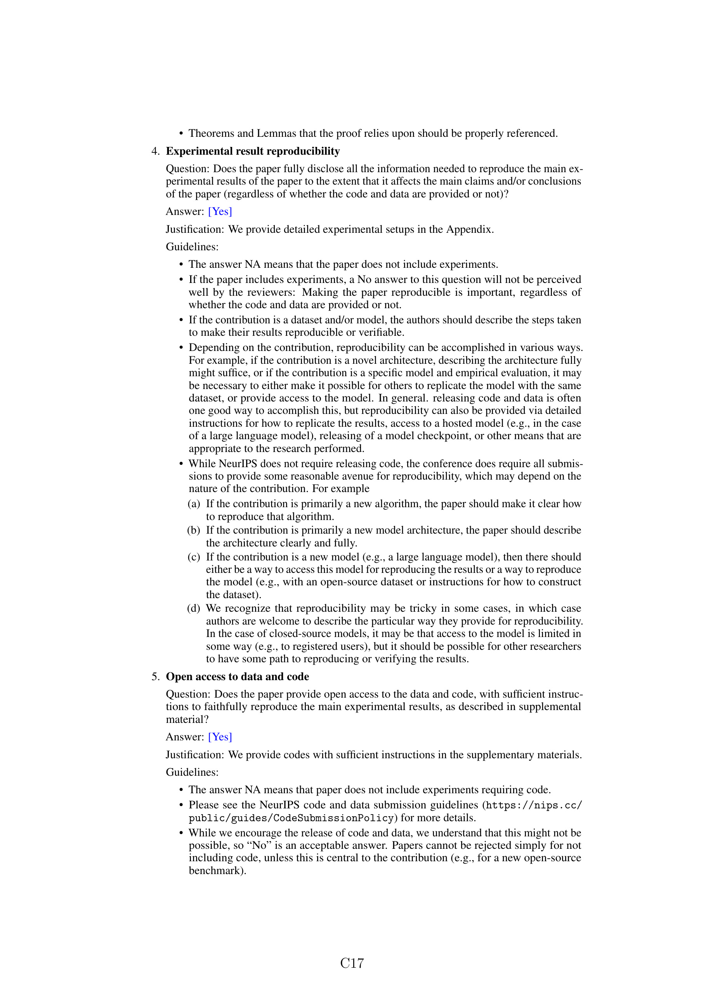 • Theorems and Lemmas that the proof relies upon should be properly referenced.
4. Experimental result reproducibility
Question: Does the paper fully disclose all the information needed to reproduce the main ex-
perimental results of the paper to the extent that it affects the main claims and/or conclusions
of the paper (regardless of whether the code and data are provided or not)?
Answer: [Yes]
Justification: We provide detailed experimental setups in the Appendix.
Guidelines:
• The answer NA means that the paper does not include experiments.
• If the paper includes experiments, a No answer to this question will not be perceived
well by the reviewers: Making the paper reproducible is important, regardless of
whether the code and data are provided or not.
• If the contribution is a dataset and/or model, the authors should describe the steps taken
to make their results reproducible or verifiable.
• Depending on the contribution, reproducibility can be accomplished in various ways.
For example, if the contribution is a novel architecture, describing the architecture fully
might suffice, or if the contribution is a specific model and empirical evaluation, it may
be necessary to either make it possible for others to replicate the model with the same
dataset, or provide access to the model. In general. releasing code and data is often
one good way to accomplish this, but reproducibility can also be provided via detailed
instructions for how to replicate the results, access to a hosted model (e.g., in the case
of a large language model), releasing of a model checkpoint, or other means that are
appropriate to the research performed.
• While NeurIPS does not require releasing code, the conference does require all submis-
sions to provide some reasonable avenue for reproducibility, which may depend on the
nature of the contribution. For example
(a) If the contribution is primarily a new algorithm, the paper should make it clear how
to reproduce that algorithm.
(b) If the contribution is primarily a new model architecture, the paper should describe
the architecture clearly and fully.
(c) If the contribution is a new model (e.g., a large language model), then there should
either be a way to access this model for reproducing the results or a way to reproduce
the model (e.g., with an open-source dataset or instructions for how to construct
the dataset).
(d) We recognize that reproducibility may be tricky in some cases, in which case
authors are welcome to describe the particular way they provide for reproducibility.
In the case of closed-source models, it may be that access to the model is limited in
some way (e.g., to registered users), but it should be possible for other researchers
to have some path to reproducing or verifying the results.
5. Open access to data and code
Question: Does the paper provide open access to the data and code, with sufficient instruc-
tions to faithfully reproduce the main experimental results, as described in supplemental
material?
Answer: [Yes]
Justification: We provide codes with sufficient instructions in the supplementary materials.
Guidelines:
• The answer NA means that paper does not include experiments requiring code.
• Please see the NeurIPS code and data submission guidelines (https://nips.cc/
public/guides/CodeSubmissionPolicy) for more details.
• While we encourage the release of code and data, we understand that this might not be
possible, so “No” is an acceptable answer. Papers cannot be rejected simply for not
including code, unless this is central to the contribution (e.g., for a new open-source
benchmark).
C17